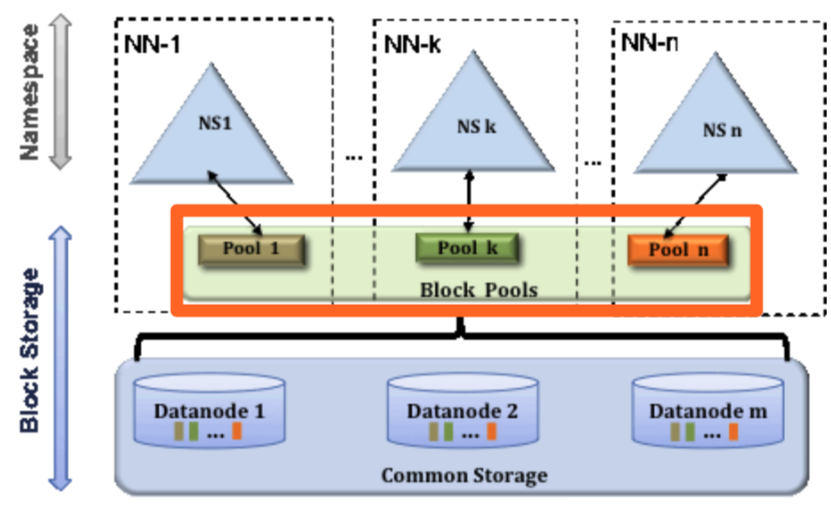 Namespace
NN-1
NN-k
NN-n
NS1
NS k
NS n
...
...
Block Storage
Pool 1
Pool k
Pool n
Block Pools
Datanode 1
Datanode 2
Datanode m
...
...
...
Common Storage